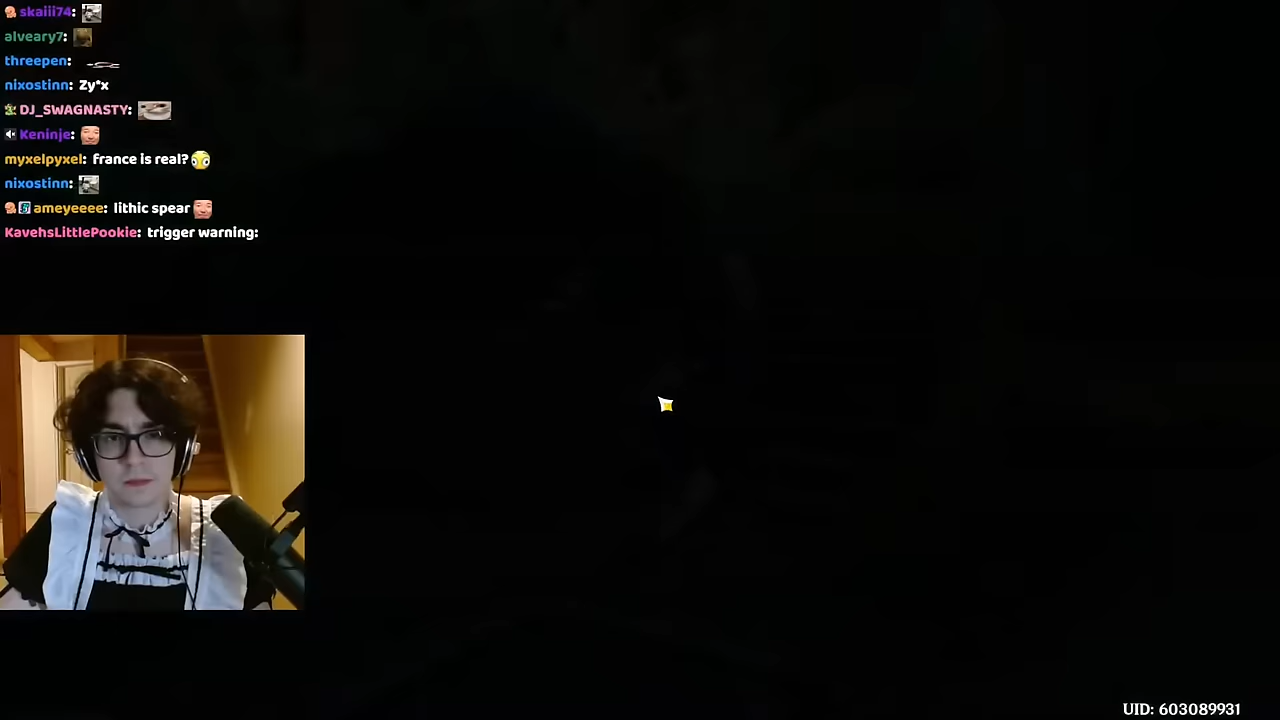 skaiii74:
alveary7:
threepen:
nixostinn: Zy*x
DJ_SWAGNASTY:
Keninje:
myxelpyxel: france is real?
nixostinn:
ameyeeee: lithic spear
KavehsLittlePookie: trigger warning:
UID: 603089931